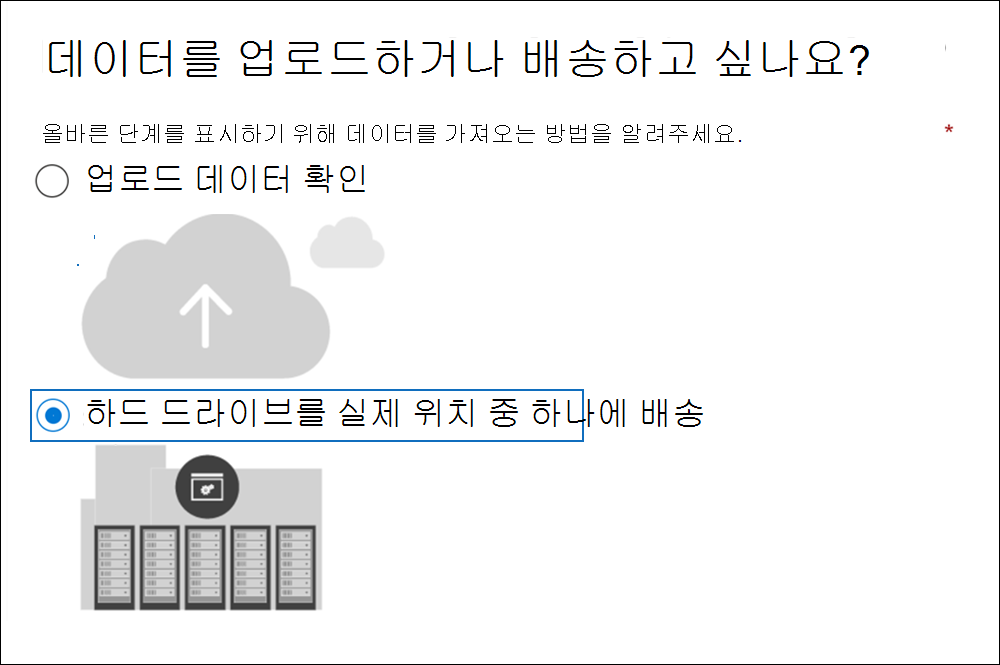 데이터를 업로드하거나 배송하고 싶나요?
올바른 단계를 표시하기 위해 데이터를 가져오는 방법을 알려주세요. *
업로드 데이터 확인
하드 드라이브를 실제 위치 중 하나에 배송